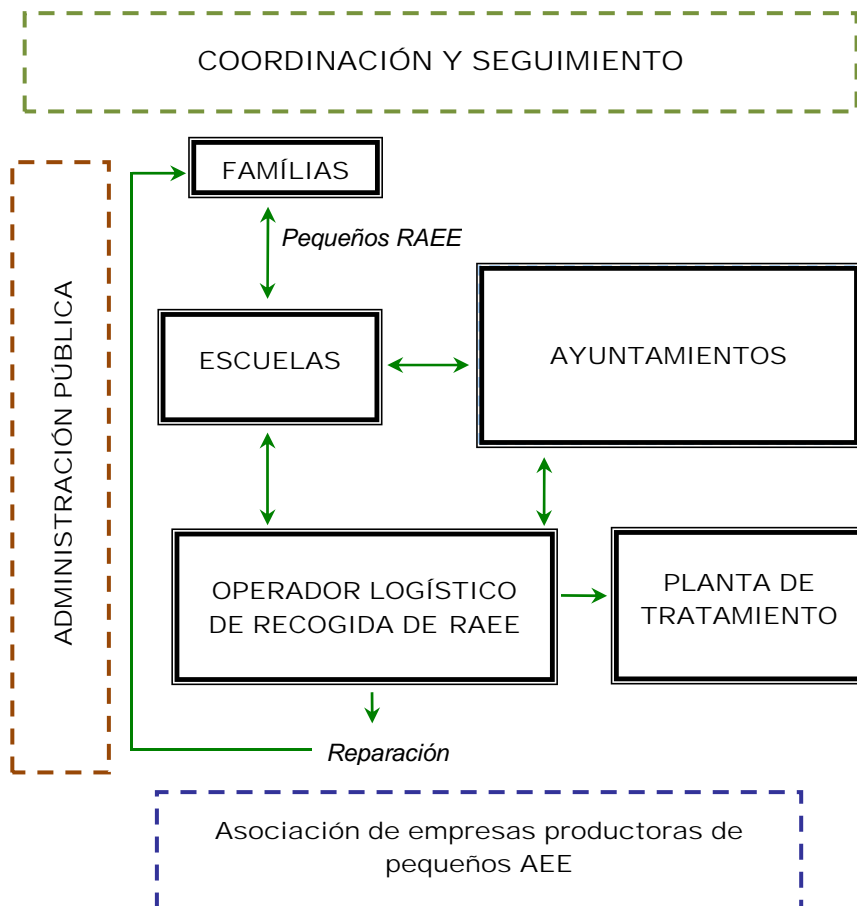 COORDINACIÓN Y SEGUIMIENTO
FAMÍLIAS
Pequeños RAEE
ADMINISTRACIÓN PÚBLICA
ESCUELAS
AYUNTAMIENTOS
OPERADOR LOGÍSTICO
DE RECOGIDA DE RAEE
PLANTA DE
TRATAMIENTO
Reparación
Asociación de empresas productoras de
pequeños AEE